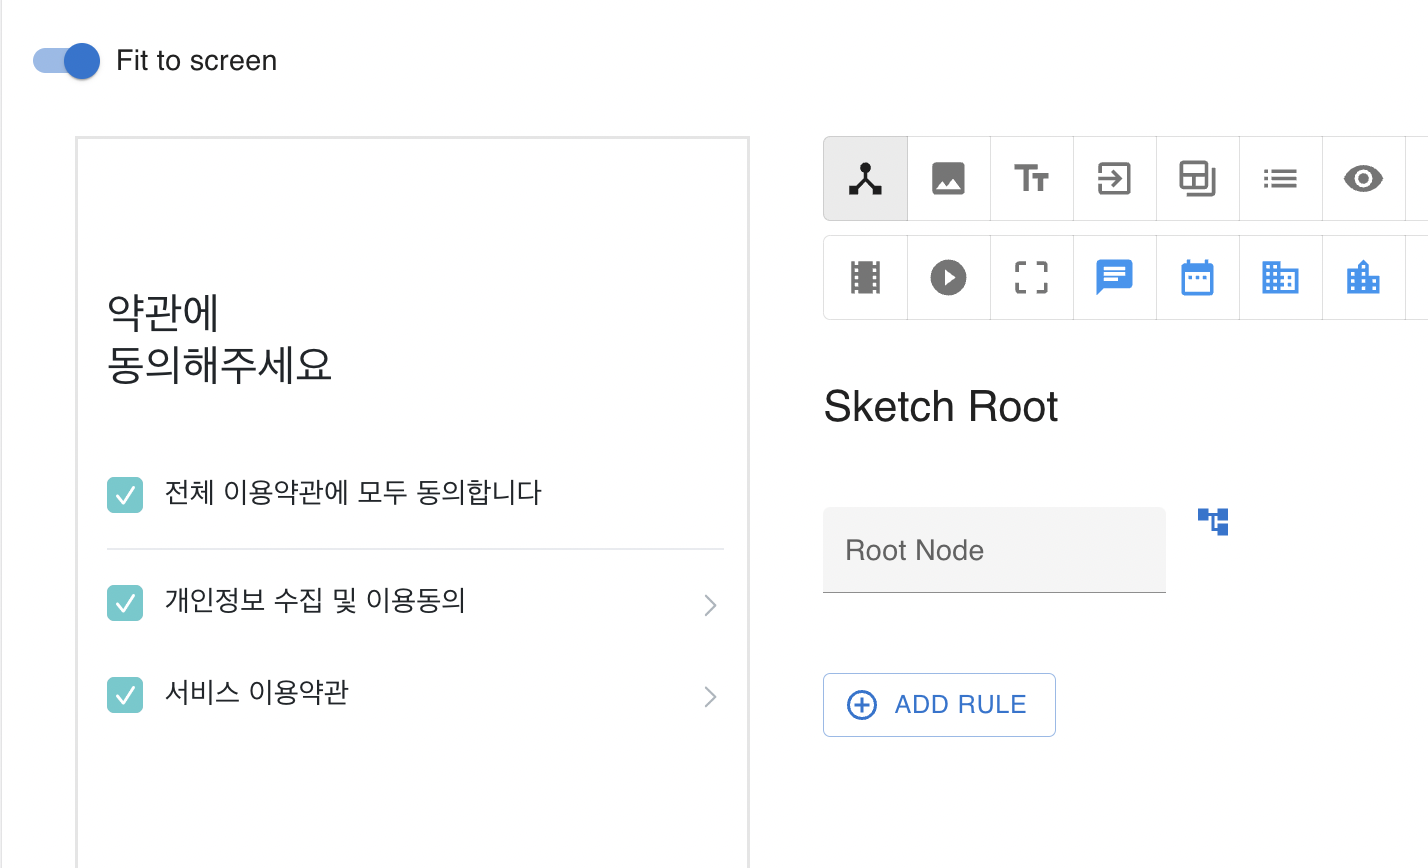 Fit to screen
약관에
동의해주세요
전체 이용약관에 모두 동의합니다
개인정보 수집 및 이용동의
서비스 이용약관
Sketch Root
Root Node
ADD RULE